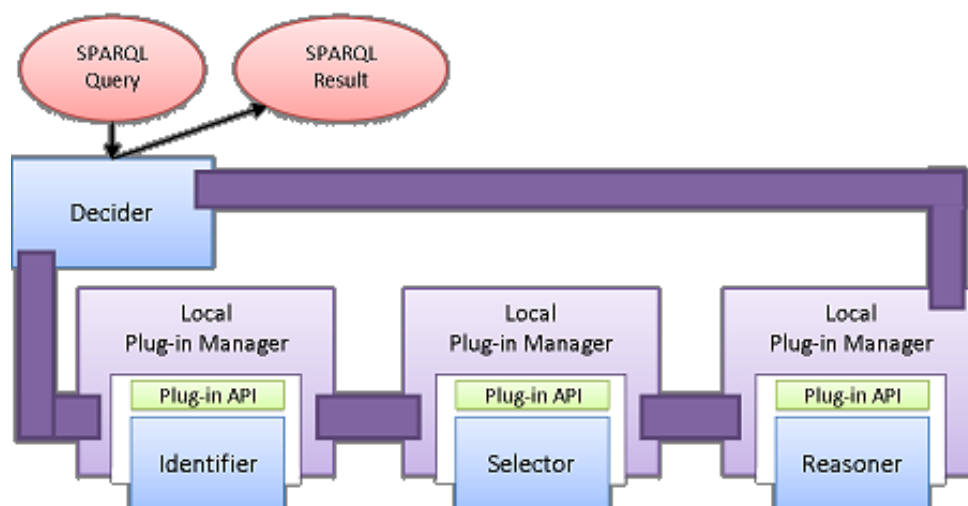 SPARQL
Query
SPARQL
Result
Decider
Local
Plug-in Manager
Plug-in API
Identifier
Local
Plug-in Manager
Plug-in API
Selector
Local
Plug-in Manager
Plug-in API
Reasoner